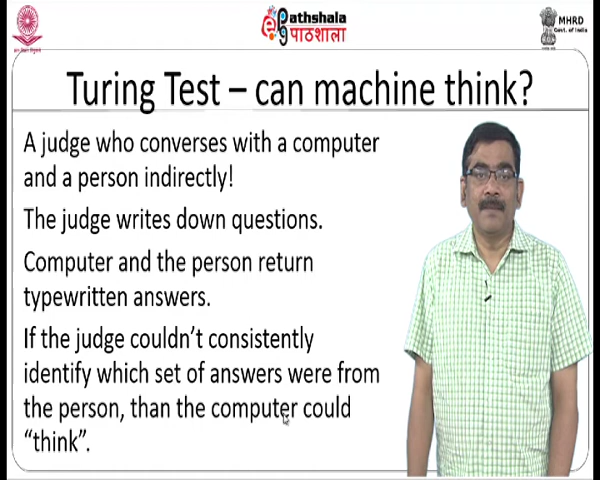 ePathshala
पाठशाला
MHRD
Govt. of India
Turing Test – can machine think?
A judge who converses with a computer
and a person indirectly!
The judge writes down questions.
Computer and the person return
typewritten answers.
If the judge couldn't consistently
identify which set of answers were from
the person, than the computer could
“think”.